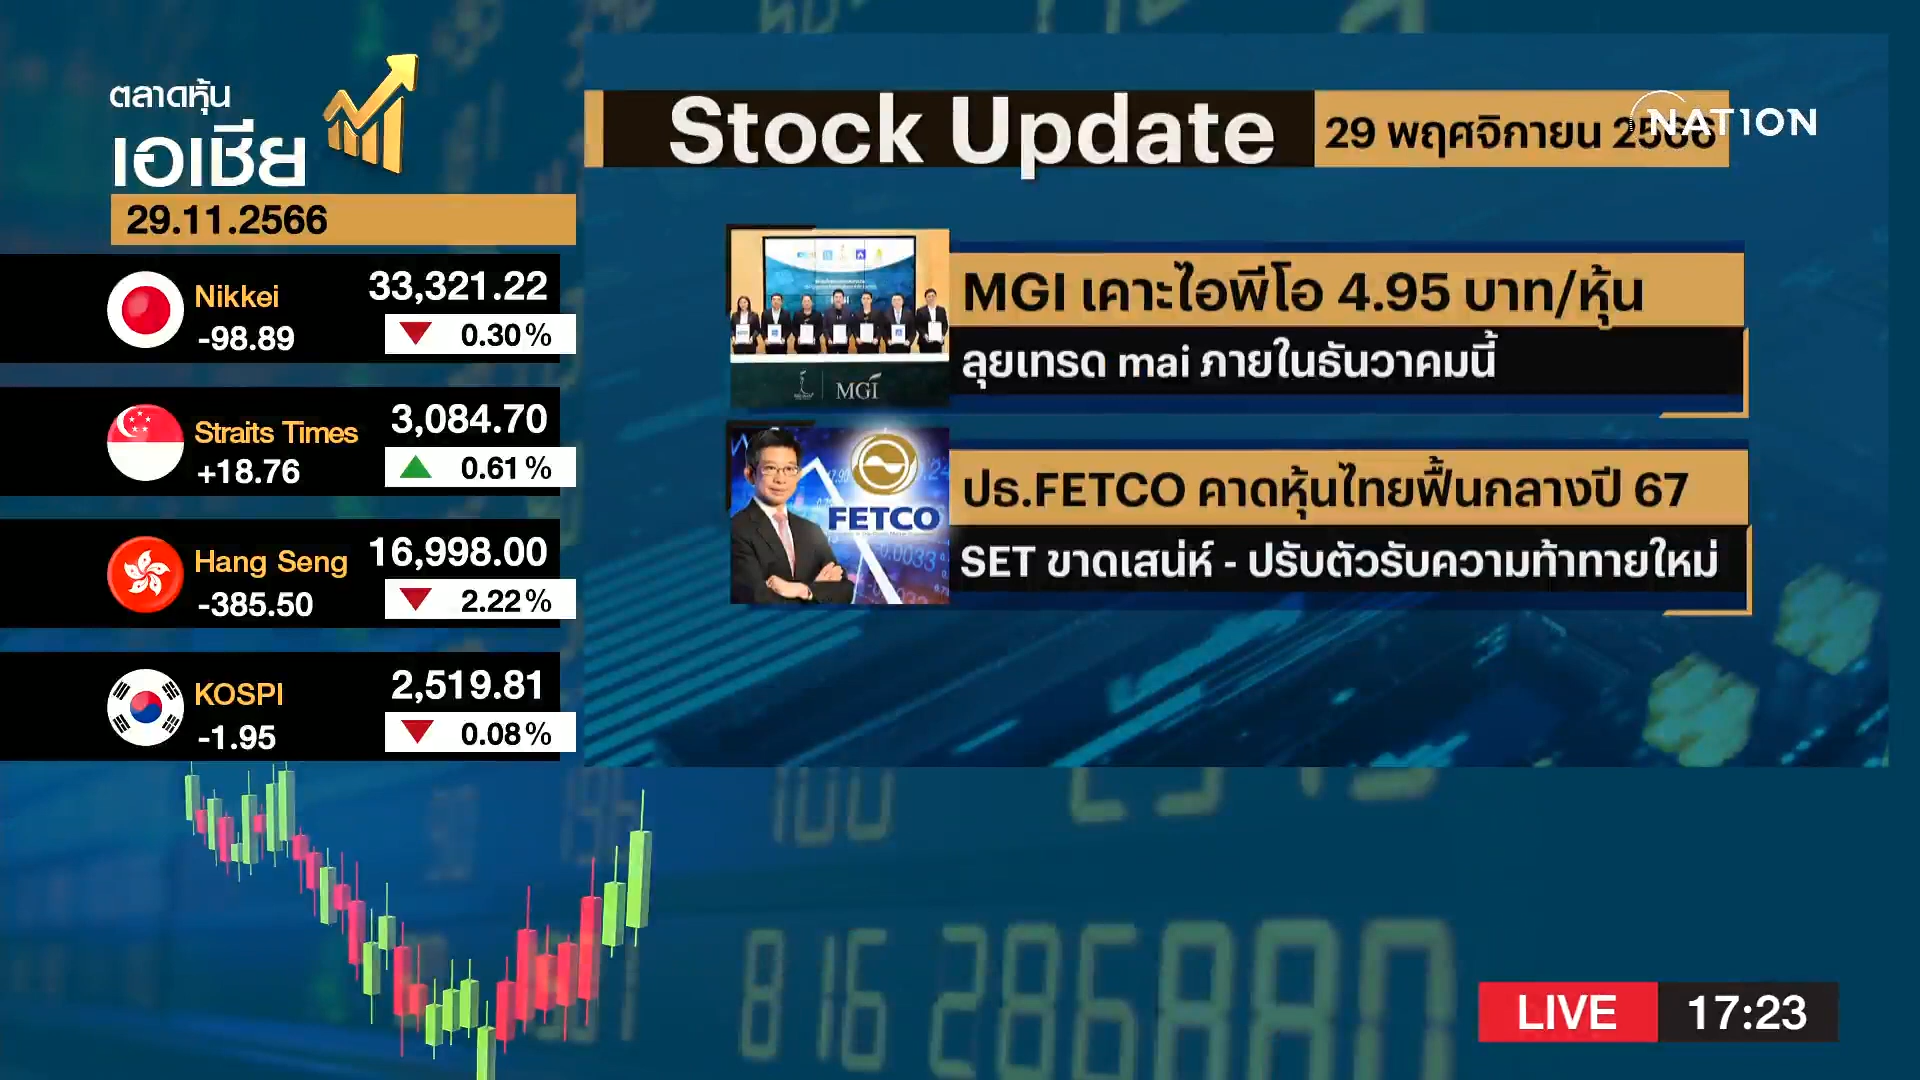 ตลาดหุ้น
เอเชีย
29.11.2566
Nikkei 33,321.22
-98.89 0.30%
Straits Times 3,084.70
+18.76 0.61%
Hang Seng 16,998.00
-385.50 2.22%
KOSPI 2,519.81
-1.95 0.08%
Stock Update 29 พฤศจิกายน 2566
NATION
MGI เคาะไอพีโอ 4.95 บาท/หุ้น
ลุยเทรด mai ภายในธันวาคมนี้
MGI
ปธ.FETCO คาดหุ้นไทยฟื้นกลางปี 67
SET ขาดเสน่ห์ - ปรับตัวรับความท้าทายใหม่
FETCO
100
816 286880
LIVE 17:23